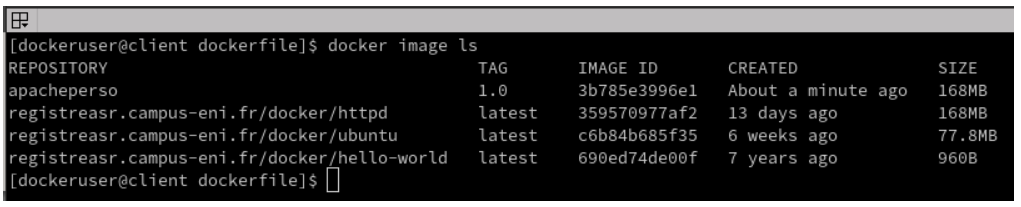 [dockeruser@client dockerfile]$ docker image ls
REPOSITORY TAG IMAGE ID CREATED SIZE
apacheperso 1.0 3b785e3996e1 About a minute ago 168MB
registreasr.campus-eni.fr/docker/httpd latest 359570977af2 13 days ago 168MB
registreasr.campus-eni.fr/docker/ubuntu latest c6b84b685f35 6 weeks ago 77.8MB
registreasr.campus-eni.fr/docker/hello-world latest 690ed74de00f 7 years ago 960B
[dockeruser@client dockerfile]$